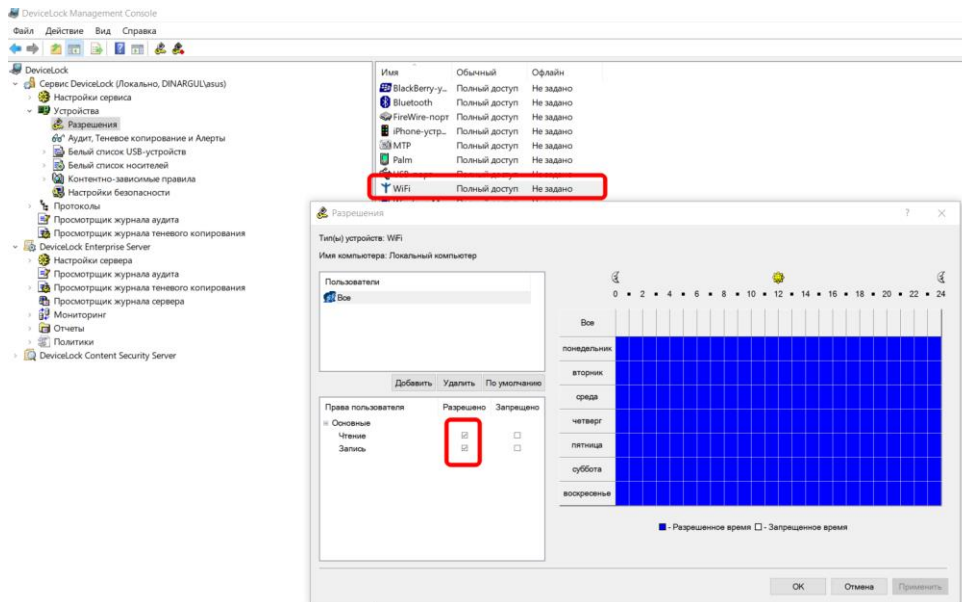 DeviceLock Management Console
Файл Действие Вид Справка
DeviceLock
Сервис DeviceLock (Локально, DINARGUL\asus)
Настройки сервиса
Устройства
Разрешения
Аудит, Теневое копирование и Алерты
Белый список USB-устройств
Белый список носителей
Контентно-зависимые правила
Настройки безопасности
Протоколы
Просмотрщик журнала аудита
Просмотрщик журнала теневого копирования
DeviceLock Enterprise Server
Настройки сервера
Просмотрщик журнала аудита
Просмотрщик журнала теневого копирования
Просмотрщик журнала сервера
Мониторинг
Отчеты
Политики
DeviceLock Content Security Server
Имя Обычный Офлайн
BlackBerry-у... Полный доступ Не задано
Bluetooth Полный доступ Не задано
FireWire-порт Полный доступ Не задано
iPhone-устр... Полный доступ Не задано
MTP Полный доступ Не задано
Palm Полный доступ Не задано
WiFi Полный доступ Не задано
Разрешения
Тип(ы) устройств: WiFi
Имя компьютера: Локальный компьютер
Пользователи
Все
Добавить Удалить По умолчанию
Права пользователя Разрешено Запрещено
Основные
Чтение
Запись
0 • 2 • 4 • 6 • 8 • 10 • 12 • 14 • 16 • 18 • 20 • 22 • 24
Все
понедельник
вторник
среда
четверг
пятница
суббота
воскресенье
- Разрешенное время - Запрещенное время
OK Отмена Применить